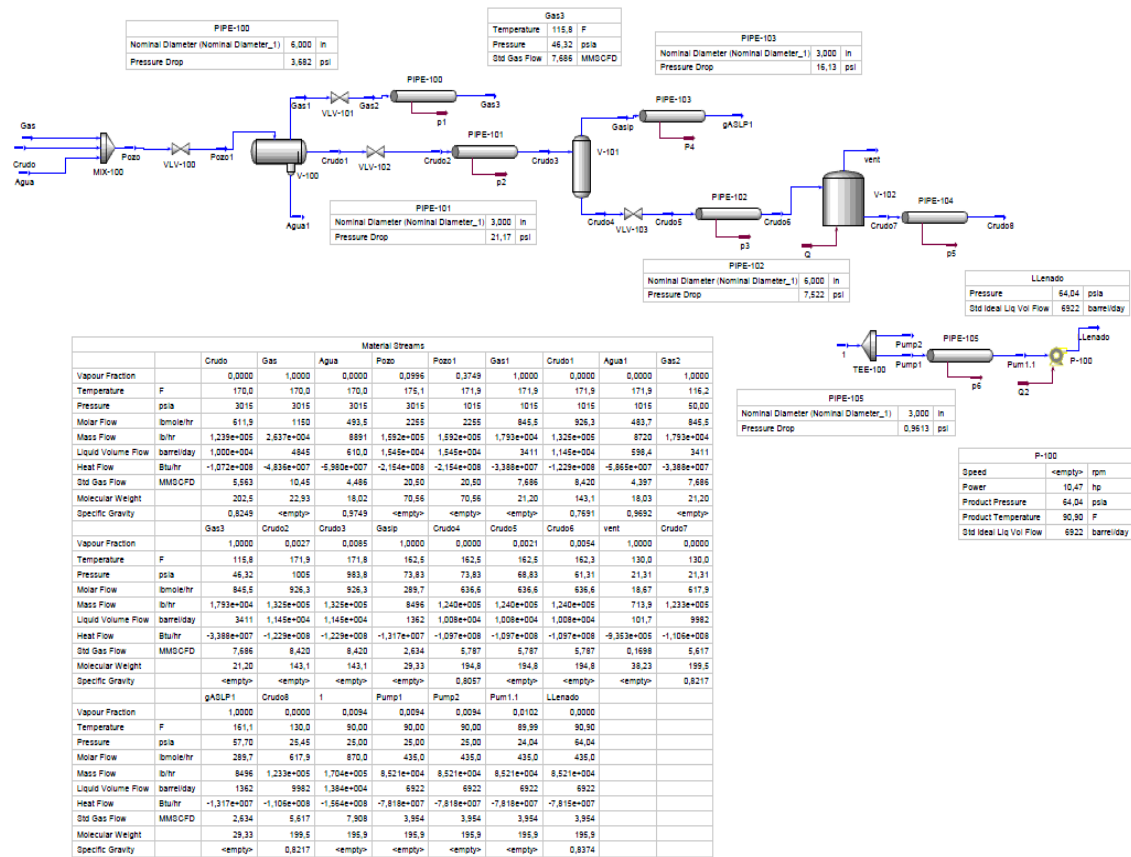 Gas3
Temperature 115,8 F
Pressure 46,32 psia
Std Gas Flow 7,686 MMSCFD
PIPE-100
Nominal Diameter (Nominal_Diameter_1) 6,000 in
Pressure Drop 3,682 psi
PIPE-103
Nominal Diameter (Nominal_Diameter_1) 3,000 in
Pressure Drop 16,13 psi
Gas
Crudo
Agua
MIX-100
Pozo
VLV-100
Pozo1
V-100
Gas1
VLV-101
Gas2
PIPE-100
p1
Gas3
Crudo1
VLV-102
Crudo2
PIPE-101
p2
Crudo3
Agua1
V-101
Gaslp
PIPE-103
P4
gASLP1
Crudo4
VLV-103
Crudo5
PIPE-102
p3
Crudo6
vent
V-102
Q
Crudo7
PIPE-104
p5
Crudo8
PIPE-101
Nominal Diameter (Nominal_Diameter_1) 3,000 in
Pressure Drop 21,17 psi
PIPE-102
Nominal Diameter (Nominal_Diameter_1) 6,000 in
Pressure Drop 7,522 psi
LLenado
Pressure 64,04 psia
Std Ideal Liq Vol Flow 6922 barrel/day
1
TEE-100
Pump2
Pump1
PIPE-105
p6
Pum1.1
Q2
P-100
LLenado
PIPE-105
Nominal Diameter (Nominal_Diameter_1) 3,000 in
Pressure Drop 0,9613 psi
P-100
Speed <empty> rpm
Power 10,47 hp
Product Pressure 64,04 psia
Product Temperature 90,90 F
Std Ideal Liq Vol Flow 6922 barrel/day
Material Streams
Crudo Gas Agua Pozo Pozo1 Gas1 Crudo1 Agua1 Gas2
Vapour Fraction 0,0000 1,0000 0,0000 0,0996 0,3749 1,0000 0,0000 0,0000 1,0000
Temperature F 170,0 170,0 170,0 175,1 171,9 171,9 171,9 171,9 116,2
Pressure psia 3015 3015 3015 3015 1015 1015 1015 1015 50,00
Molar Flow lbmole/hr 611,9 1150 493,5 2255 2255 845,5 926,3 483,7 845,5
Mass Flow lb/hr 1,239e+005 2,637e+004 8891 1,592e+005 1,592e+005 1,793e+004 1,325e+005 8720 1,793e+004
Liquid Volume Flow barrel/day 1,000e+004 4845 610,0 1,545e+004 1,545e+004 3411 1,145e+004 598,4 3411
Heat Flow Btu/hr -1,072e+008 -4,836e+007 -5,980e+007 -2,154e+008 -2,154e+008 -3,388e+007 -1,229e+008 -5,865e+007 -3,388e+007
Std Gas Flow MMSCFD 5,563 10,45 4,486 20,50 20,50 7,686 8,420 4,397 7,686
Molecular Weight 202,5 22,93 18,02 70,56 70,56 21,20 143,1 18,03 21,20
Specific Gravity 0,8249 <empty> 0,9749 <empty> <empty> <empty> 0,7691 0,9692 <empty>
Gas3 Crudo2 Crudo3 Gaslp Crudo4 Crudo5 Crudo6 vent Crudo7
Vapour Fraction 1,0000 0,0027 0,0085 1,0000 0,0000 0,0021 0,0054 1,0000 0,0000
Temperature F 115,8 171,9 171,8 162,5 162,5 162,5 162,3 130,0 130,0
Pressure psia 46,32 1005 983,8 73,83 73,83 68,83 61,31 21,31 21,31
Molar Flow lbmole/hr 845,5 926,3 926,3 289,7 636,6 636,6 636,6 18,67 617,9
Mass Flow lb/hr 1,793e+004 1,325e+005 1,325e+005 8496 1,240e+005 1,240e+005 1,240e+005 713,9 1,233e+005
Liquid Volume Flow barrel/day 3411 1,145e+004 1,145e+004 1362 1,008e+004 1,008e+004 1,008e+004 101,7 9982
Heat Flow Btu/hr -3,388e+007 -1,229e+008 -1,229e+008 -1,317e+007 -1,097e+008 -1,097e+008 -1,097e+008 -9,353e+005 -1,106e+008
Std Gas Flow MMSCFD 7,686 8,420 8,420 2,634 5,787 5,787 5,787 0,1698 5,617
Molecular Weight 21,20 143,1 143,1 29,33 194,8 194,8 194,8 38,23 199,5
Specific Gravity <empty> <empty> <empty> <empty> 0,8057 <empty> <empty> <empty> 0,8217
gASLP1 Crudo8 1 Pump1 Pump2 Pum1.1 LLenado
Vapour Fraction 1,0000 0,0000 0,0094 0,0094 0,0094 0,0102 0,0000
Temperature F 161,1 130,0 90,00 90,00 90,00 89,99 90,90
Pressure psia 57,70 25,45 25,00 25,00 25,00 24,04 64,04
Molar Flow lbmole/hr 289,7 617,9 870,0 435,0 435,0 435,0 435,0
Mass Flow lb/hr 8496 1,233e+005 1,704e+005 8,521e+004 8,521e+004 8,521e+004 8,521e+004
Liquid Volume Flow barrel/day 1362 9982 1,384e+004 6922 6922 6922 6922
Heat Flow Btu/hr -1,317e+007 -1,106e+008 -1,564e+008 -7,818e+007 -7,818e+007 -7,818e+007 -7,815e+007
Std Gas Flow MMSCFD 2,634 5,617 7,908 3,954 3,954 3,954 3,954
Molecular Weight 29,33 199,5 195,9 195,9 195,9 195,9 195,9
Specific Gravity <empty> 0,8217 <empty> <empty> <empty> <empty> 0,8374